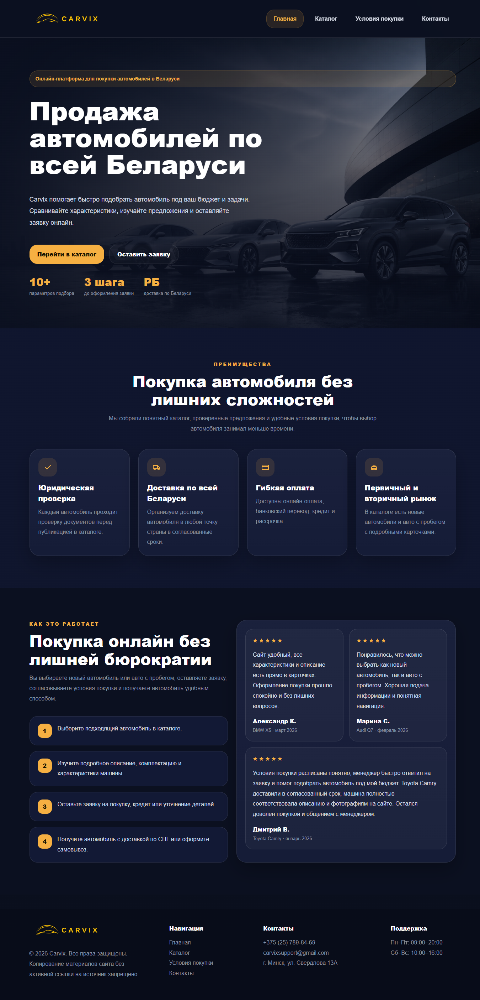 CARVIX
Главная
Каталог
Условия покупки
Контакты
Онлайн-платформа для покупки автомобилей в Беларуси
Продажа
автомобилей по
всей Беларуси
Carvix помогает быстро подобрать автомобиль под ваш бюджет и задачи.
Сравнивайте характеристики, изучайте предложения и оставляйте
заявку онлайн.
Перейти в каталог
Оставить заявку
10+
параметров подбора
3 шага
до оформления заявки
РБ
доставка по Беларуси
ПРЕИМУЩЕСТВА
Покупка автомобиля без
лишних сложностей
Мы собрали понятный каталог, проверенные предложения и удобные условия покупки, чтобы выбор
автомобиля занимал меньше времени.
Юридическая
проверка
Каждый автомобиль проходит
проверку документов перед
публикацией в каталоге.
Доставка по всей
Беларуси
Организуем доставку
автомобиля в любой точку
страны в согласованные
сроки.
Гибкая оплата
Доступны онлайн-оплата,
банковский перевод, кредит и
рассрочка.
Первичный и
вторичный рынок
В каталоге есть новые
автомобили и авто с пробегом
с подробными карточками.
КАК ЭТО РАБОТАЕТ
Покупка онлайн без
лишней бюрократии
Вы выбираете новый автомобиль или авто с пробегом, оставляете заявку,
согласовываете условия покупки и получаете автомобиль удобным
способом.
1
Выберите подходящий автомобиль в каталоге.
2
Изучите подробное описание, комплектацию и
характеристики машины.
3
Оставьте заявку на покупку, кредит или уточнение деталей.
4
Получите автомобиль с доставкой по СНГ или оформите
самовывоз.
★★★★★
Сайт удобный, все
характеристики и описание
есть прямо в карточках.
Оформление покупки прошло
спокойно и без лишних
вопросов.
Александр К.
BMW X5 · март 2026
★★★★★
Понравилось, что можно
выбрать как новый
автомобиль, так и авто с
пробегом. Хорошая подача
информации и понятная
навигация.
Марина С.
Audi Q7 · февраль 2026
★★★★★
Условия покупки расписаны понятно, менеджер быстро ответил на
заявку и помог подобрать автомобиль под мой бюджет. Toyota Camry
доставили в согласованный срок, машина полностью
соответствовала описанию и фотографиям на сайте. Остался
доволен покупкой и общением с менеджером.
Дмитрий В.
Toyota Camry · январь 2026
CARVIX
© 2026 Carvix. Все права защищены.
Копирование материалов сайта без
активной ссылки на источник запрещено.
Навигация
Главная
Каталог
Условия покупки
Контакты
Контакты
+375 (25) 789-84-69
carvixsupport@gmail.com
г. Минск, ул. Свердлова 13А
Поддержка
Пн–Пт: 09:00–20:00
Сб–Вс: 10:00–16:00